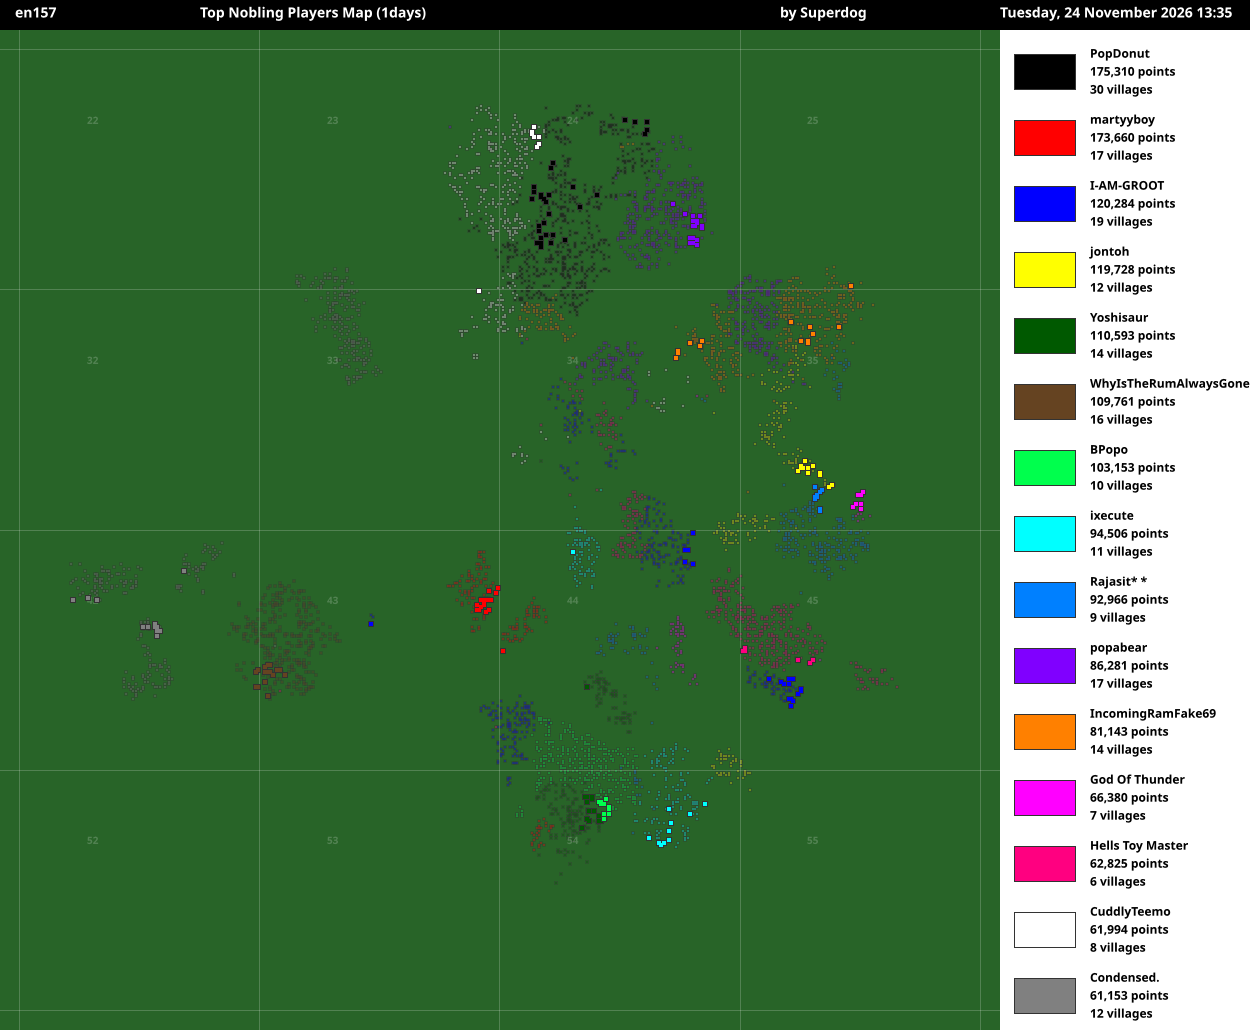 en157 Top Nobling Players Map (1days) by Superdog Tuesday, 24 November 2026 13:35
22 23 24 25
32 33 34 35
43 44 45
52 53 54 55
PopDonut
175,310 points
30 villages
martyyboy
173,660 points
17 villages
I-AM-GROOT
120,284 points
19 villages
jontoh
119,728 points
12 villages
Yoshisaur
110,593 points
14 villages
WhyIsTheRumAlwaysGone
109,761 points
16 villages
BPopo
103,153 points
10 villages
ixecute
94,506 points
11 villages
Rajasit* *
92,966 points
9 villages
popabear
86,281 points
17 villages
IncomingRamFake69
81,143 points
14 villages
God Of Thunder
66,380 points
7 villages
Hells Toy Master
62,825 points
6 villages
CuddlyTeemo
61,994 points
8 villages
Condensed.
61,153 points
12 villages